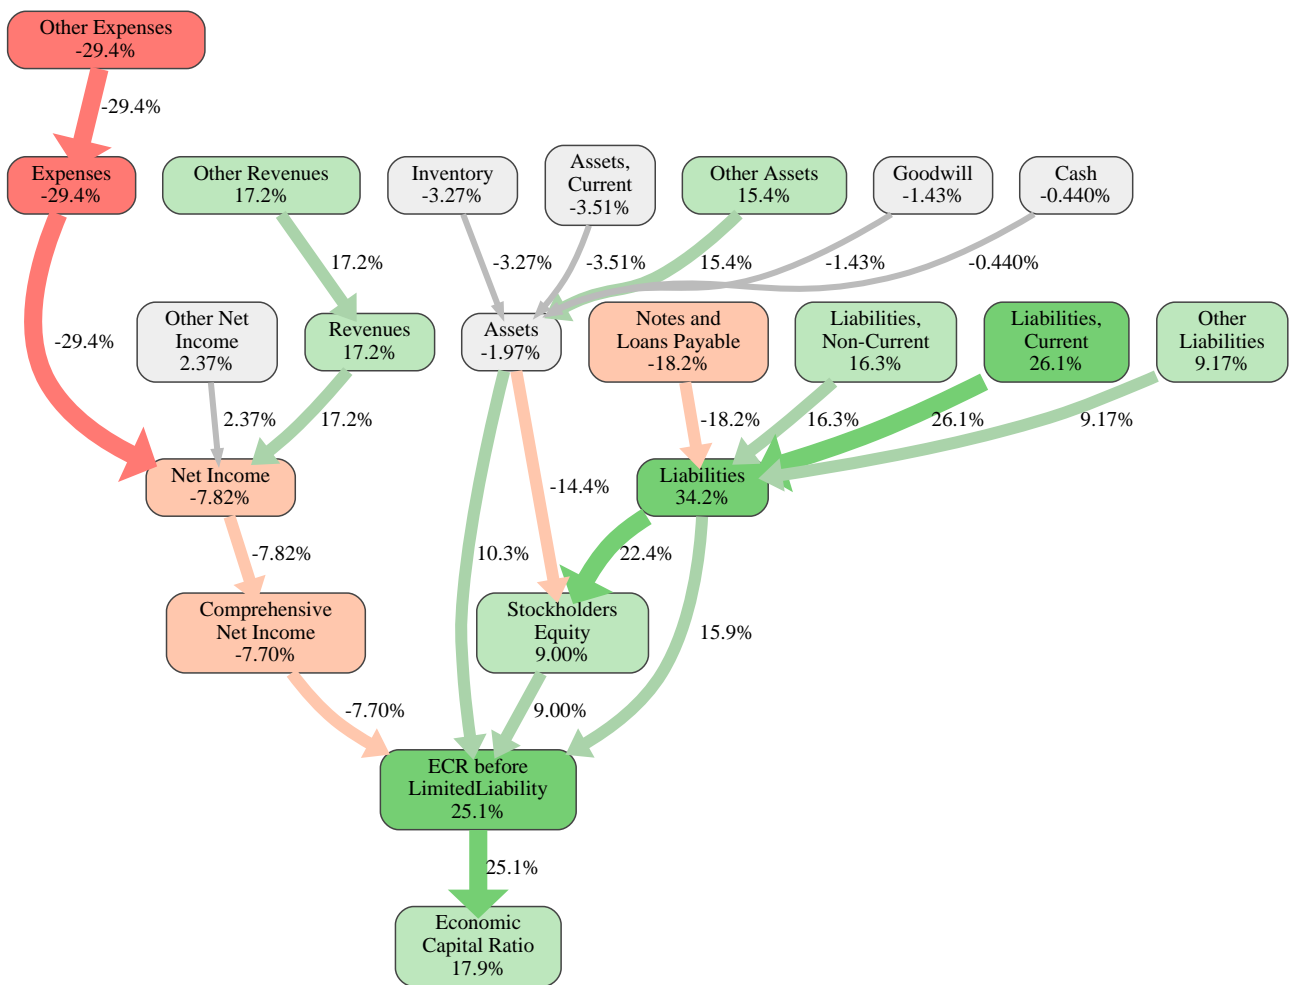 Other Expenses
-29.4%
-29.4%
Expenses
-29.4%
Other Revenues
17.2%
Inventory
-3.27%
Assets,
Current
-3.51%
Other Assets
15.4%
Goodwill
-1.43%
Cash
-0.440%
17.2%
-3.27%
-3.51%
15.4%
-1.43%
-0.440%
-29.4%
Other Net
Income
2.37%
Revenues
17.2%
Assets
-1.97%
Notes and
Loans Payable
-18.2%
Liabilities,
Non-Current
16.3%
Liabilities,
Current
26.1%
Other
Liabilities
9.17%
2.37%
17.2%
-18.2%
16.3%
26.1%
9.17%
Net Income
-7.82%
-14.4%
Liabilities
34.2%
-7.82%
10.3%
22.4%
Comprehensive
Net Income
-7.70%
Stockholders
Equity
9.00%
15.9%
-7.70%
9.00%
ECR before
LimitedLiability
25.1%
25.1%
Economic
Capital Ratio
17.9%